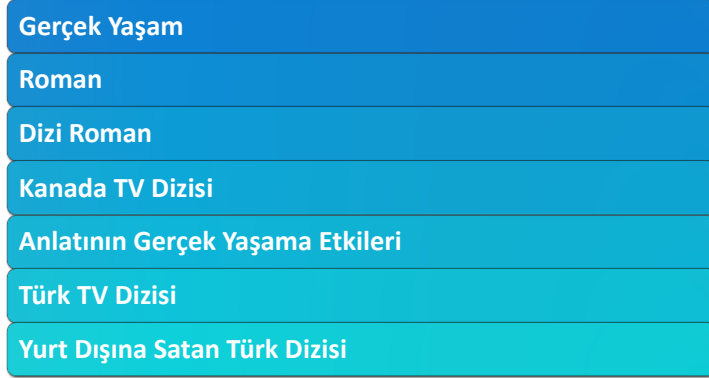 Gerçek Yaşam
Roman
Dizi Roman
Kanada TV Dizisi
Anlatının Gerçek Yaşama Etkileri
Türk TV Dizisi
Yurt Dışına Satan Türk Dizisi